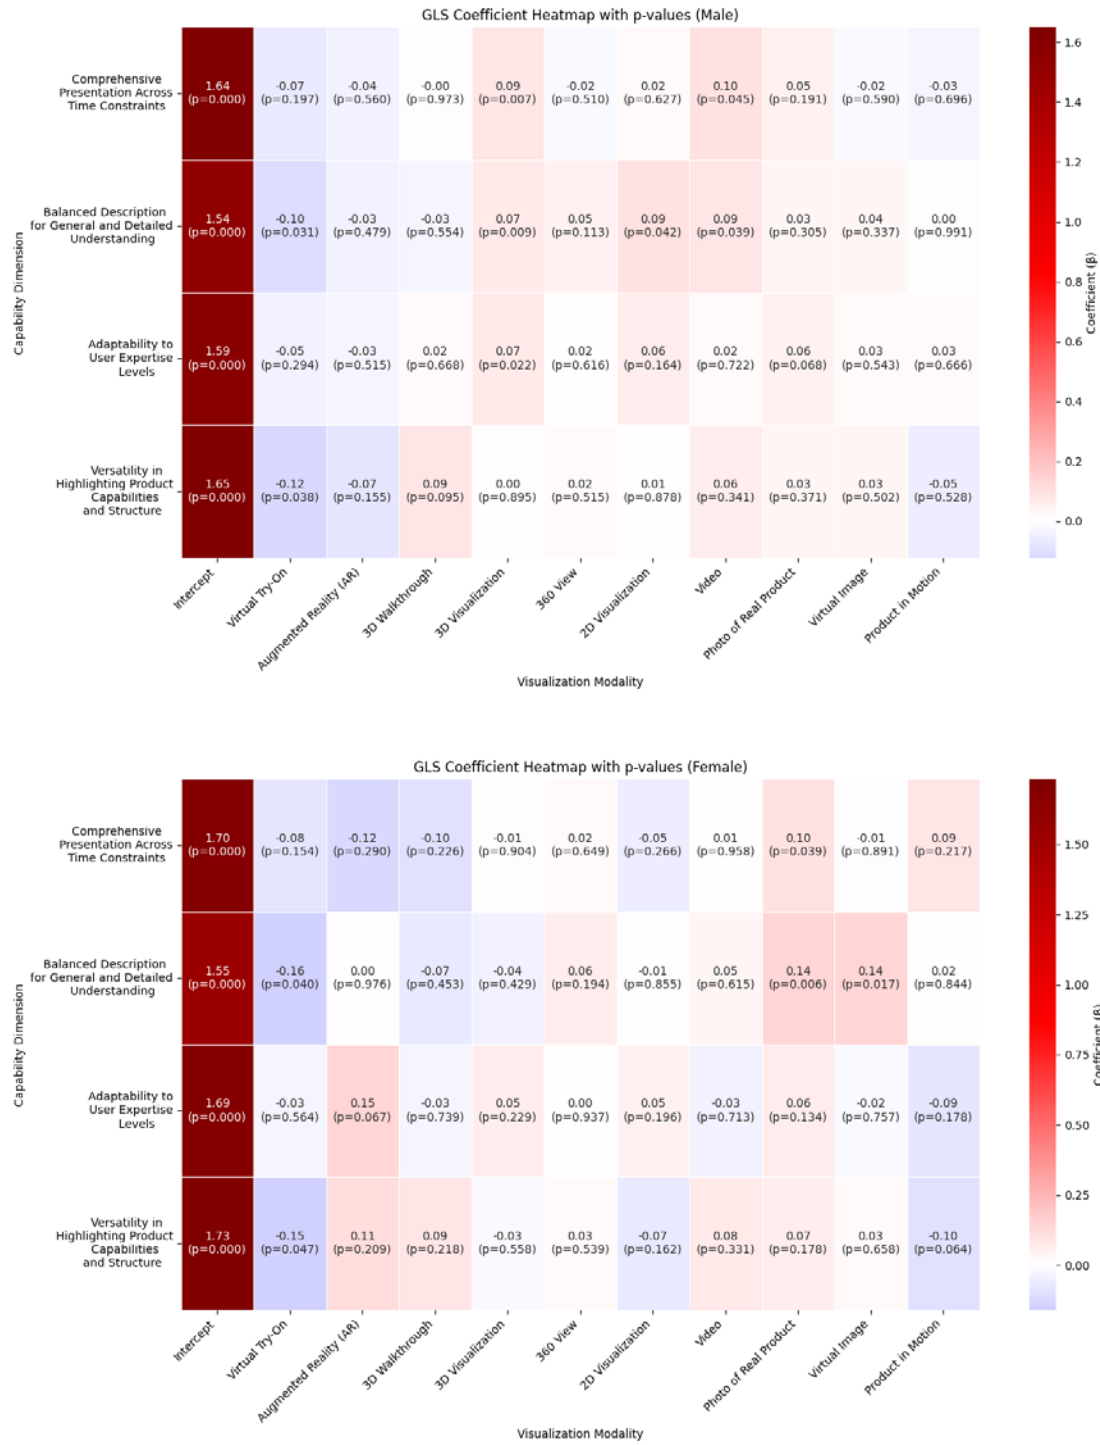 GLS Coefficient Heatmap with p-values (Male)
Capability Dimension
Comprehensive
Presentation Across
Time Constraints
1.64 -0.07 -0.04 -0.00 0.09 -0.02 0.02 0.10 0.05 -0.02 -0.03
(p=0.000) (p=0.197) (p=0.560) (p=0.973) (p=0.007) (p=0.510) (p=0.627) (p=0.045) (p=0.191) (p=0.590) (p=0.696)
Balanced Description
for General and Detailed
Understanding
1.54 -0.10 -0.03 -0.03 0.07 0.05 0.09 0.09 0.03 0.04 0.00
(p=0.000) (p=0.031) (p=0.479) (p=0.554) (p=0.009) (p=0.113) (p=0.042) (p=0.039) (p=0.305) (p=0.337) (p=0.991)
Adaptability to
User Expertise
Levels
1.59 -0.05 -0.03 0.02 0.07 0.02 0.06 0.02 0.06 0.03 0.03
(p=0.000) (p=0.294) (p=0.515) (p=0.668) (p=0.022) (p=0.616) (p=0.164) (p=0.722) (p=0.068) (p=0.543) (p=0.666)
Versatility in
Highlighting Product
Capabilities
and Structure
1.65 -0.12 -0.07 0.09 0.00 0.02 0.01 0.06 0.03 0.03 -0.05
(p=0.000) (p=0.038) (p=0.155) (p=0.095) (p=0.895) (p=0.515) (p=0.878) (p=0.341) (p=0.371) (p=0.502) (p=0.528)
Intercept
Virtual Try-On
Augmented Reality (AR)
3D Walkthrough
3D Visualization
360 View
2D Visualization
Video
Photo of Real Product
Virtual Image
Product in Motion
Visualization Modality
1.6
1.4
1.2
1.0
0.8
0.6
0.4
0.2
0.0
Coefficient (β)
GLS Coefficient Heatmap with p-values (Female)
Capability Dimension
Comprehensive
Presentation Across
Time Constraints
1.70 -0.08 -0.12 -0.10 -0.01 0.02 -0.05 0.01 0.10 -0.01 0.09
(p=0.000) (p=0.154) (p=0.290) (p=0.226) (p=0.904) (p=0.649) (p=0.266) (p=0.958) (p=0.039) (p=0.891) (p=0.217)
Balanced Description
for General and Detailed
Understanding
1.55 -0.16 0.00 -0.07 -0.04 0.06 -0.01 0.05 0.14 0.14 0.02
(p=0.000) (p=0.040) (p=0.976) (p=0.453) (p=0.429) (p=0.194) (p=0.855) (p=0.615) (p=0.006) (p=0.017) (p=0.844)
Adaptability to
User Expertise
Levels
1.69 -0.03 0.15 -0.03 0.05 0.00 0.05 -0.03 0.06 -0.02 -0.09
(p=0.000) (p=0.564) (p=0.067) (p=0.739) (p=0.229) (p=0.937) (p=0.196) (p=0.713) (p=0.134) (p=0.757) (p=0.178)
Versatility in
Highlighting Product
Capabilities
and Structure
1.73 -0.15 0.11 0.09 -0.03 0.03 -0.07 0.08 0.07 0.03 -0.10
(p=0.000) (p=0.047) (p=0.209) (p=0.218) (p=0.558) (p=0.539) (p=0.162) (p=0.331) (p=0.178) (p=0.658) (p=0.064)
Intercept
Virtual Try-On
Augmented Reality (AR)
3D Walkthrough
3D Visualization
360 View
2D Visualization
Video
Photo of Real Product
Virtual Image
Product in Motion
Visualization Modality
1.50
1.25
1.00
0.75
0.50
0.25
0.00
Coefficient (β)